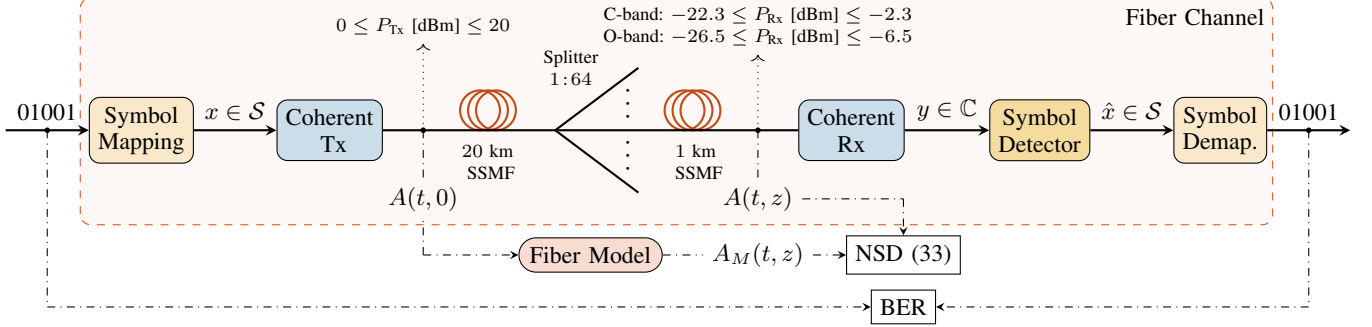 0 ≤ P_Tx [dBm] ≤ 20
C-band: −22.3 ≤ P_Rx [dBm] ≤ −2.3
O-band: −26.5 ≤ P_Rx [dBm] ≤ −6.5
Fiber Channel
Splitter
1:64
01001
Symbol
Mapping
x ∈ 𝒮
Coherent
Tx
20 km
SSMF
1 km
SSMF
Coherent
Rx
y ∈ ℂ
Symbol
Detector
x̂ ∈ 𝒮
Symbol
Demap.
01001
A(t, 0)
A(t, z)
Fiber Model
A_M(t, z)
NSD (33)
BER